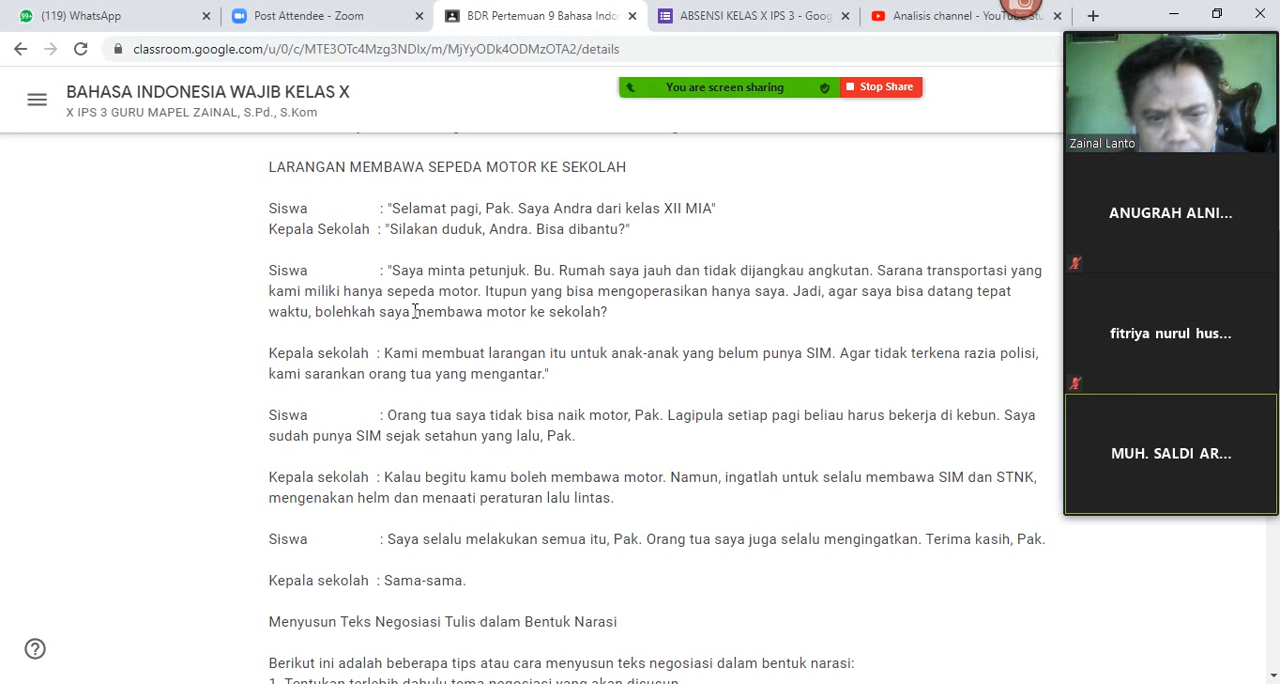 (119) WhatsApp
Post Attendee - Zoom
BDR Pertemuan 9 Bahasa Indo
ABSENSI KELAS X IPS 3 - Goog
Analisis channel - YouTube Stu
classroom.google.com/u/0/c/MTE3OTc4Mzg3NDIx/m/MjYyODk4ODMzOTA2/details
BAHASA INDONESIA WAJIB KELAS X
X IPS 3 GURU MAPEL ZAINAL, S.Pd., S.Kom
You are screen sharing
Stop Share
Zainal Lanto
ANUGRAH ALNI...
fitriya nurul hus...
MUH. SALDI AR...
LARANGAN MEMBAWA SEPEDA MOTOR KE SEKOLAH
Siswa : "Selamat pagi, Pak. Saya Andra dari kelas XII MIA"
Kepala Sekolah : "Silakan duduk, Andra. Bisa dibantu?"
Siswa : "Saya minta petunjuk. Bu. Rumah saya jauh dan tidak dijangkau angkutan. Sarana transportasi yang
kami miliki hanya sepeda motor. Itupun yang bisa mengoperasikan hanya saya. Jadi, agar saya bisa datang tepat
waktu, bolehkah saya membawa motor ke sekolah?
Kepala sekolah : Kami membuat larangan itu untuk anak-anak yang belum punya SIM. Agar tidak terkena razia polisi,
kami sarankan orang tua yang mengantar."
Siswa : Orang tua saya tidak bisa naik motor, Pak. Lagipula setiap pagi beliau harus bekerja di kebun. Saya
sudah punya SIM sejak setahun yang lalu, Pak.
Kepala sekolah : Kalau begitu kamu boleh membawa motor. Namun, ingatlah untuk selalu membawa SIM dan STNK,
mengenakan helm dan menaati peraturan lalu lintas.
Siswa : Saya selalu melakukan semua itu, Pak. Orang tua saya juga selalu mengingatkan. Terima kasih, Pak.
Kepala sekolah : Sama-sama.
Menyusun Teks Negosiasi Tulis dalam Bentuk Narasi
Berikut ini adalah beberapa tips atau cara menyusun teks negosiasi dalam bentuk narasi:
1. Tentukan terlebih dahulu tema negosiasi yang akan disusun